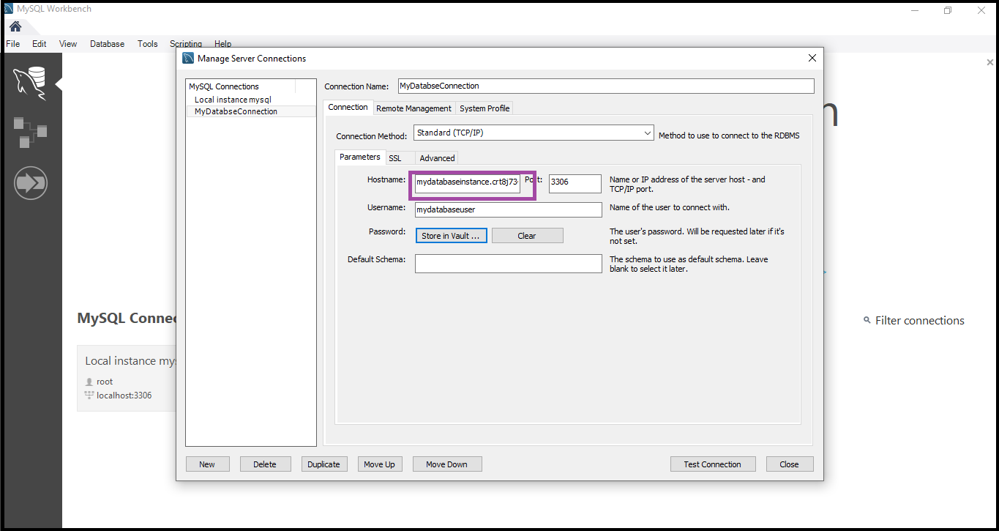 MySQL Workbench
File Edit View Database Tools Scripting Help
Manage Server Connections
MySQL Connections
Local instance mysql
MyDatabseConnection
Connection Name: MyDatabseConnection
Connection Remote Management System Profile
Connection Method: Standard (TCP/IP) Method to use to connect to the RDBMS
Parameters SSL Advanced
Hostname: mydatabaseinstance.crt8j73 Port: 3306 Name or IP address of the server host - and
TCP/IP port.
Username: mydatabaseuser Name of the user to connect with.
Password: Store in Vault ... Clear The user's password. Will be requested later if it's
not set.
Default Schema: The schema to use as default schema. Leave
blank to select it later.
MySQL Connec
Filter connections
Local instance mys
root
localhost:3306
New Delete Duplicate Move Up Move Down Test Connection Close